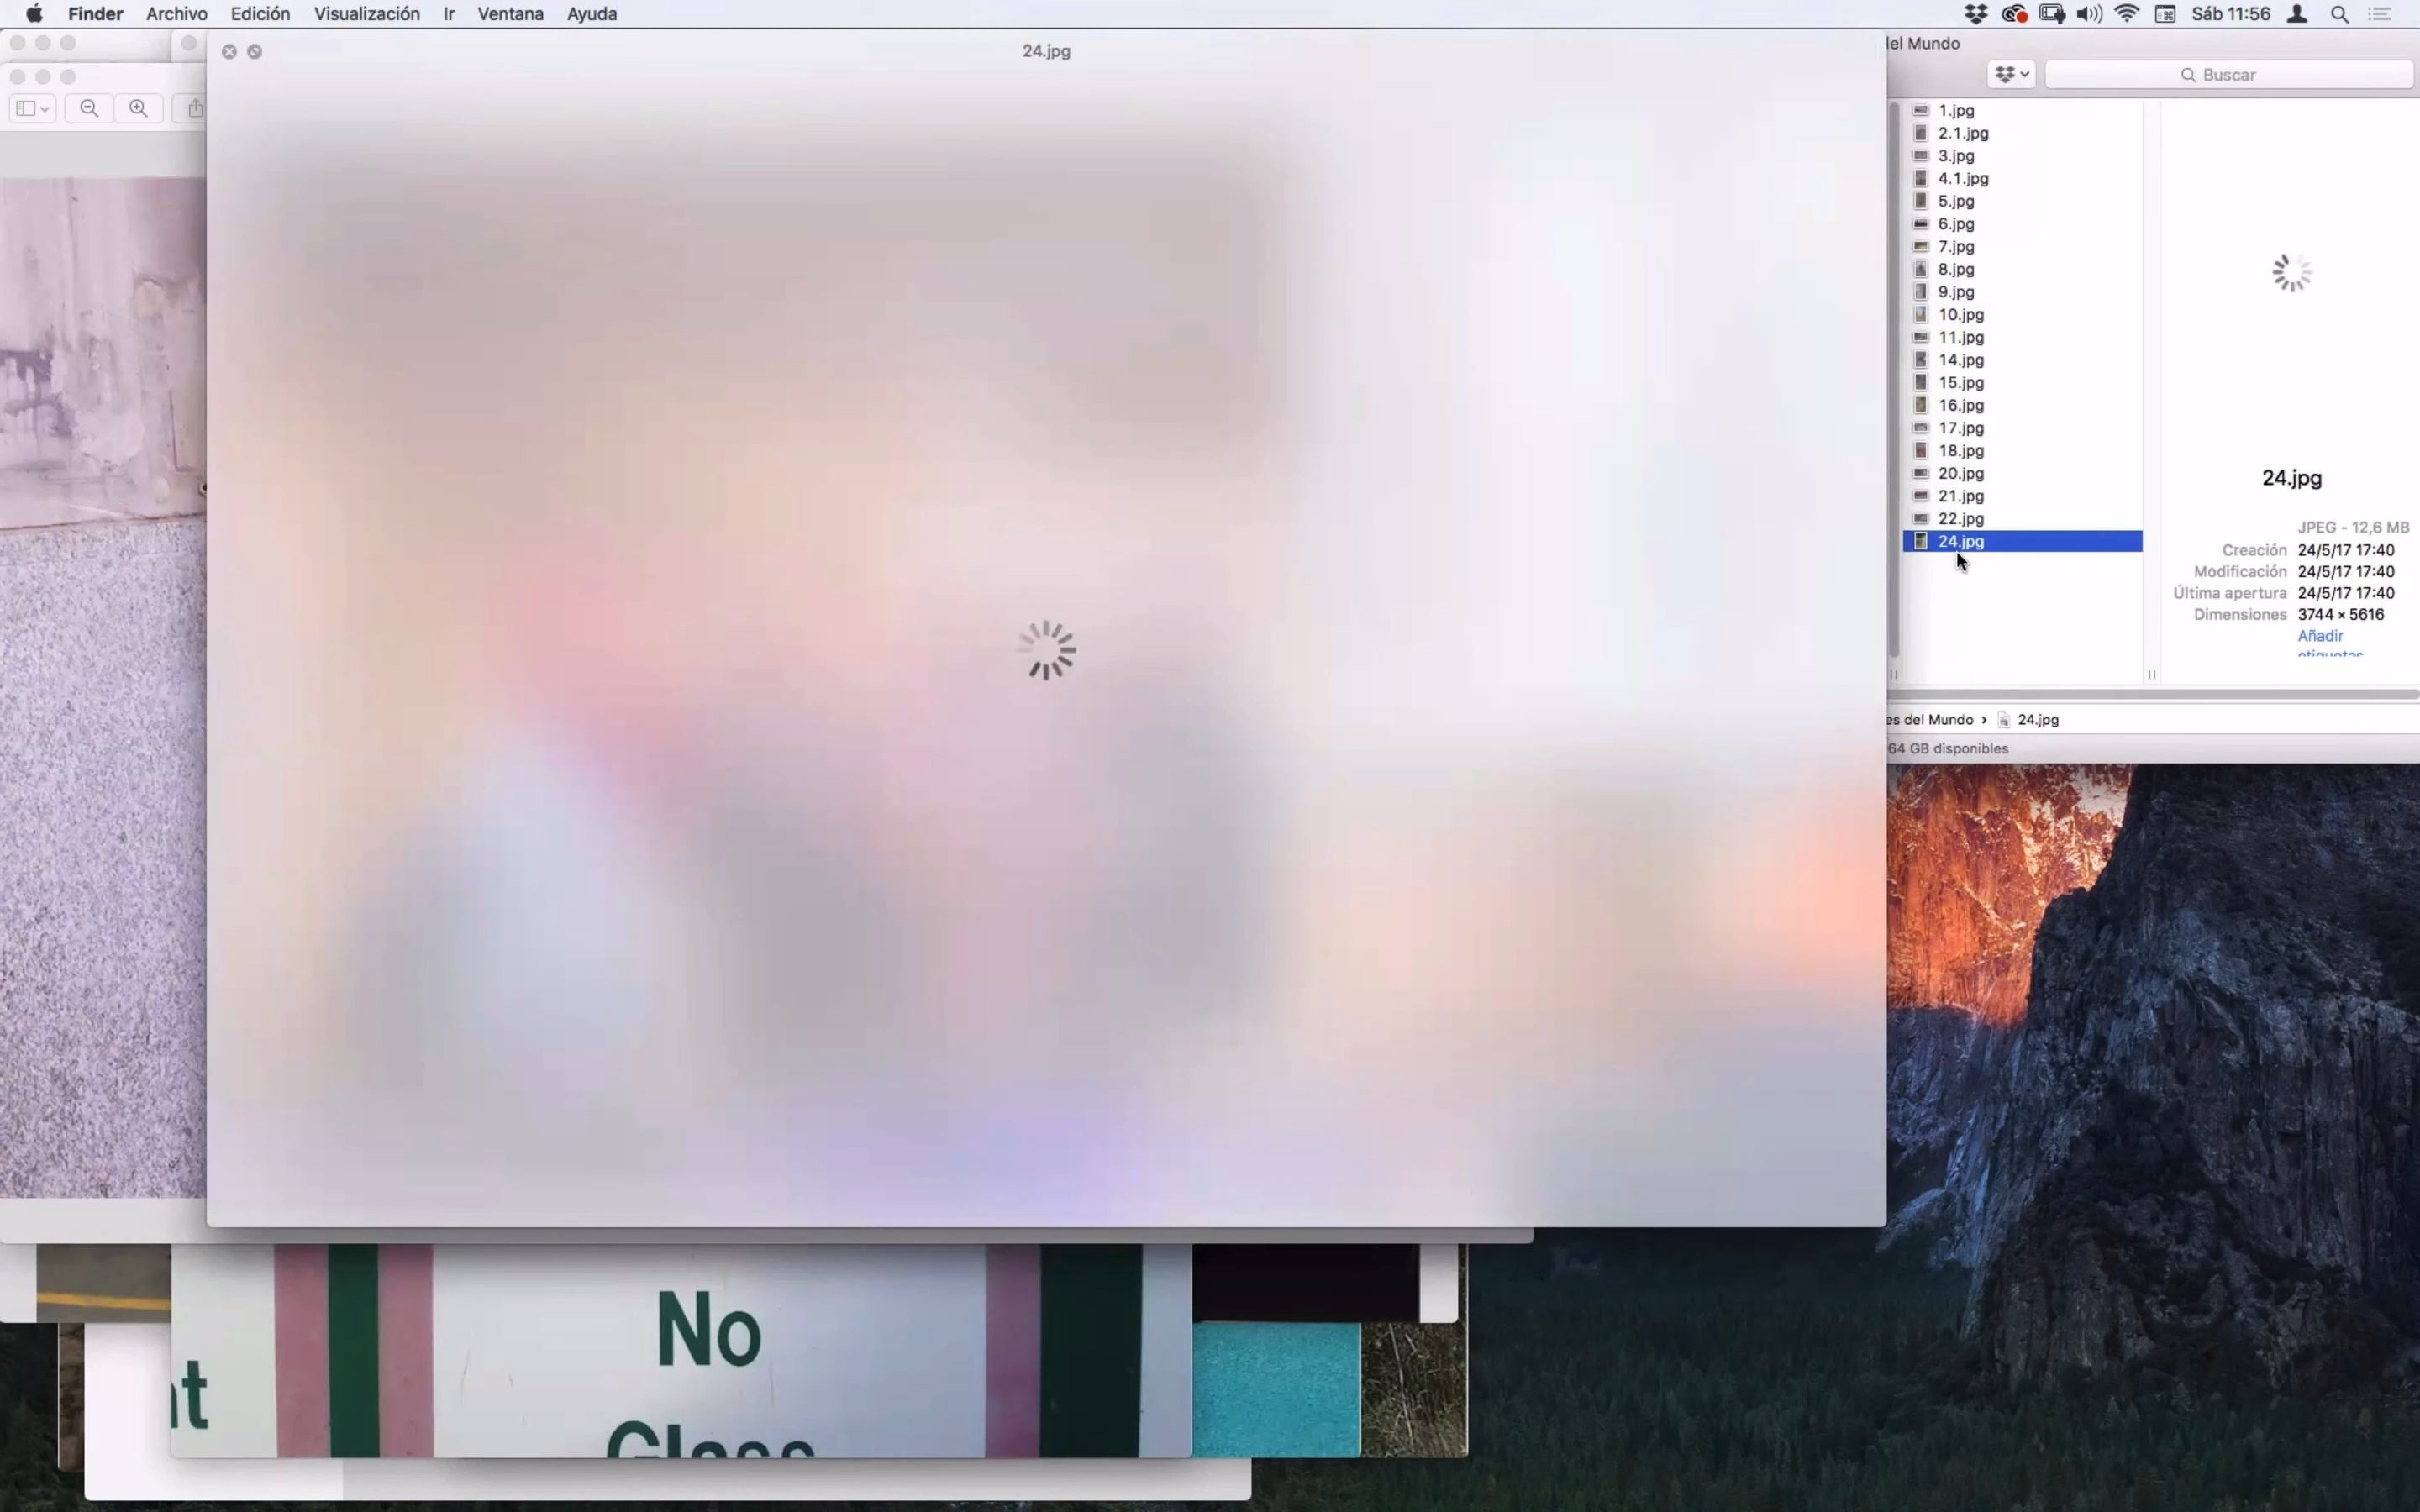 Finder Archivo Edición Visualización Ir Ventana Ayuda
Sáb 11:56
24.jpg
del Mundo
Buscar
1.jpg
2.1.jpg
3.jpg
4.1.jpg
5.jpg
6.jpg
7.jpg
8.jpg
9.jpg
10.jpg
11.jpg
14.jpg
15.jpg
16.jpg
17.jpg
18.jpg
20.jpg
21.jpg
22.jpg
24.jpg
24.jpg
JPEG - 12,6 MB
Creación 24/5/17 17:40
Modificación 24/5/17 17:40
Última apertura 24/5/17 17:40
Dimensiones 3744 × 5616
Añadir
etiquetas
es del Mundo › 24.jpg
64 GB disponibles
No
Glass